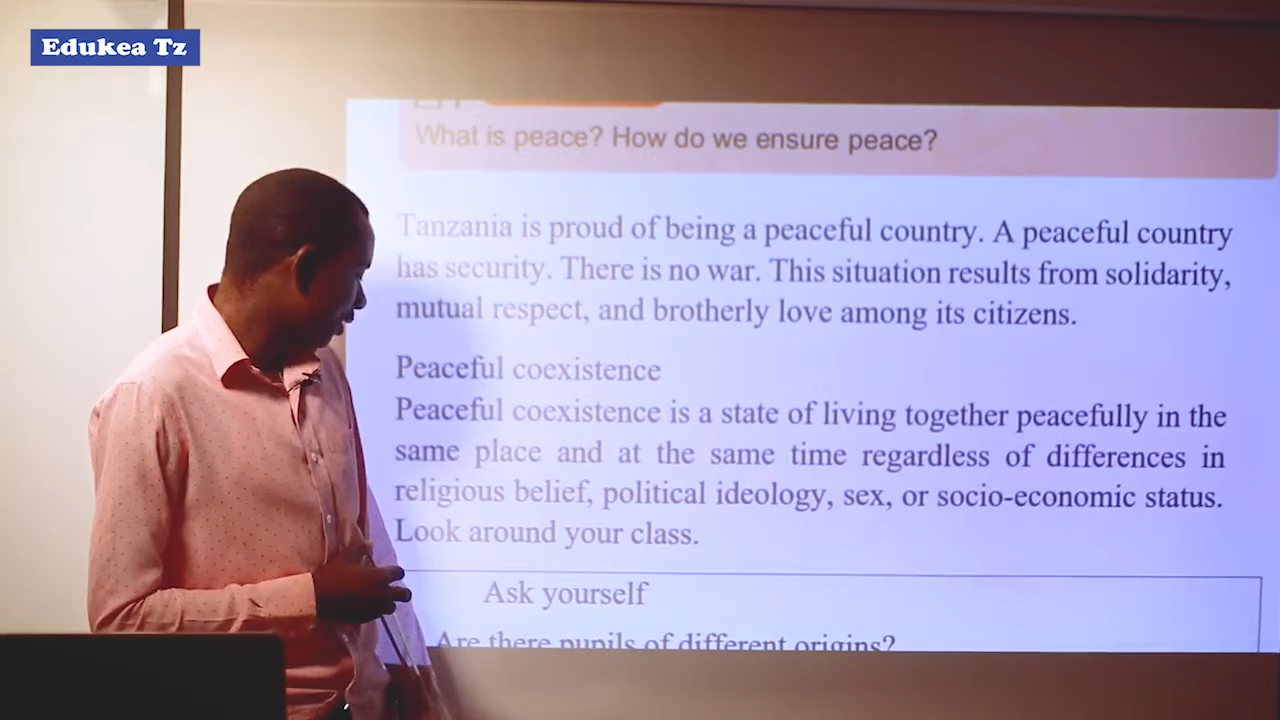 Edukea Tz
What is peace? How do we ensure peace?
Tanzania is proud of being a peaceful country. A peaceful country
has security. There is no war. This situation results from solidarity,
mutual respect, and brotherly love among its citizens.
Peaceful coexistence
Peaceful coexistence is a state of living together peacefully in the
same place and at the same time regardless of differences in
religious belief, political ideology, sex, or socio-economic status.
Look around your class.
Ask yourself
Are there pupils of different origins?